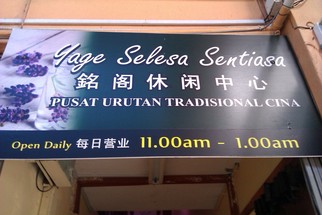 Yage Selesa Sentiasa
銘阁休闲中心
PUSAT URUTAN TRADISIONAL CINA
Open Daily 每日营业 11.00am - 1.00am